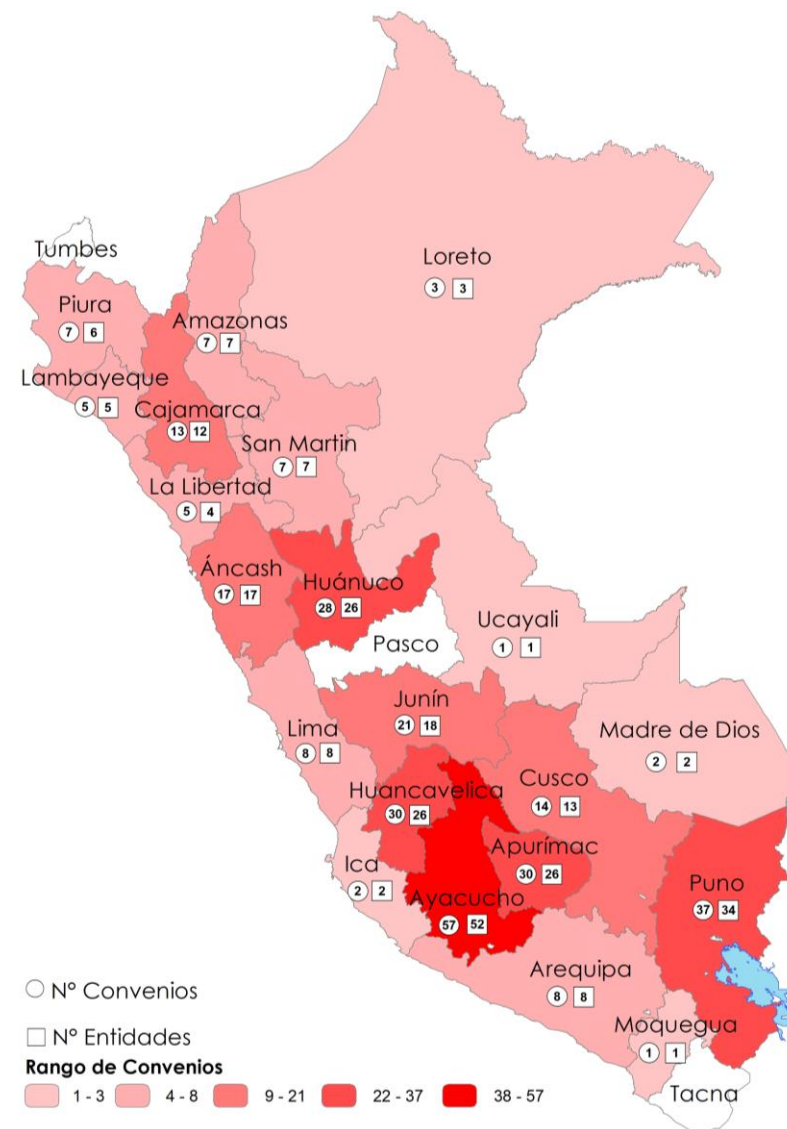 Tumbes
Loreto
3 3
Piura
7 6
Amazonas
7 7
Lambayeque
5 5
Cajamarca
13 12
San Martin
7 7
La Libertad
5 4
Áncash
17 17
Huánuco
28 26
Ucayali
1 1
Pasco
Junín
21 18
Lima
8 8
Madre de Dios
2 2
Huancavelica
30 26
Cusco
14 13
Apurímac
30 26
Ica
2 2
Puno
37 34
Ayacucho
57 52
Arequipa
8 8
Moquegua
1 1
Tacna
N° Convenios
N° Entidades
Rango de Convenios
1 - 3 4 - 8 9 - 21 22 - 37 38 - 57